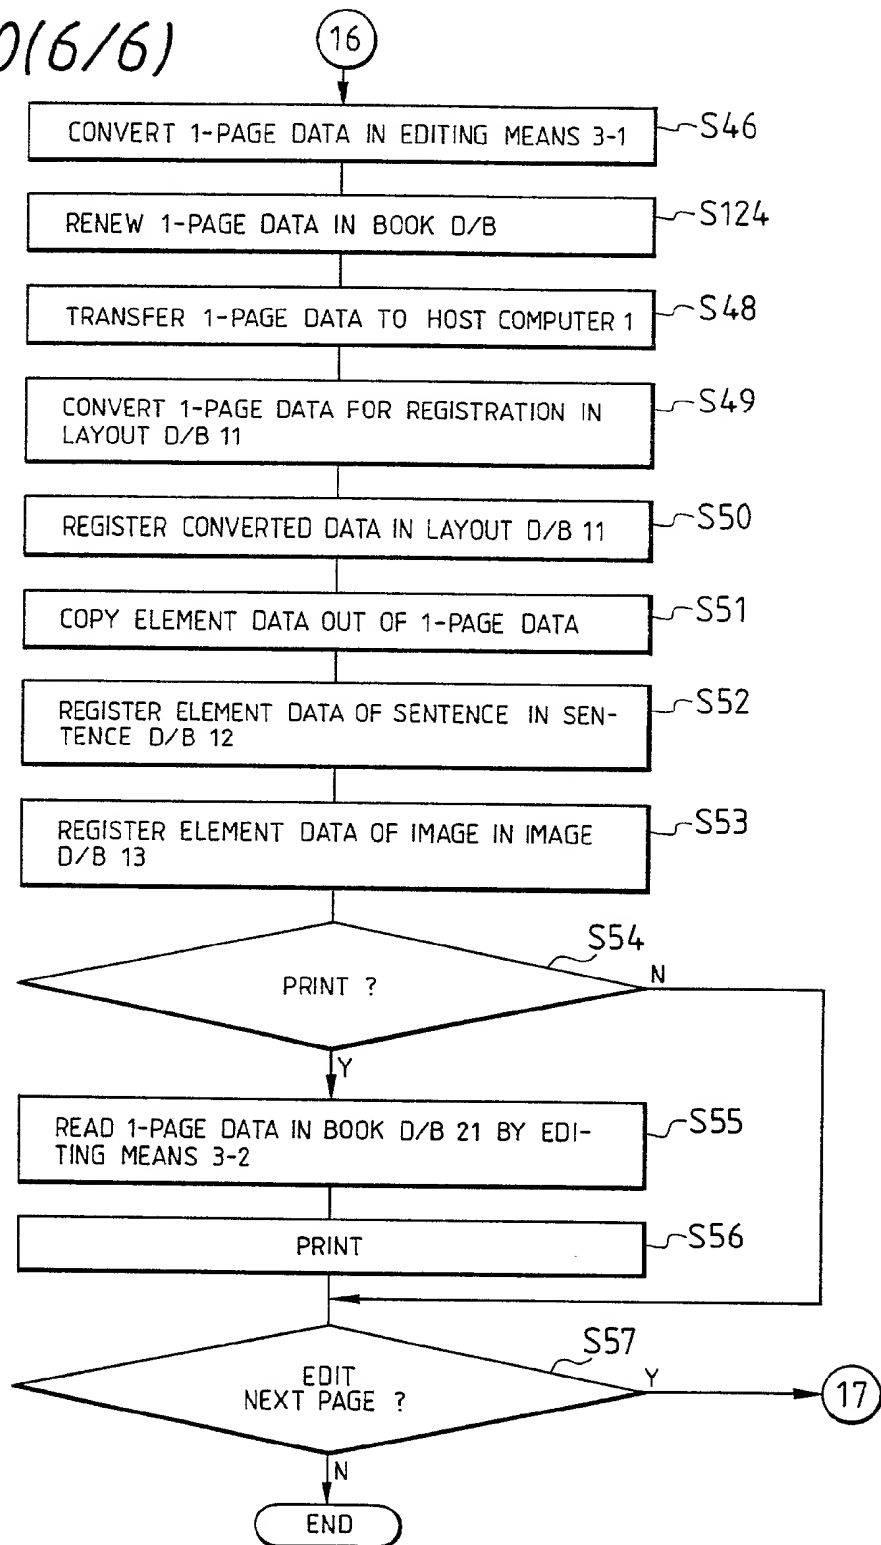 0(6/6)
16
CONVERT 1-PAGE DATA IN EDITING MEANS 3-1
S46
RENEW 1-PAGE DATA IN BOOK D/B
S124
TRANSFER 1-PAGE DATA TO HOST COMPUTER 1
S48
CONVERT 1-PAGE DATA FOR REGISTRATION IN
LAYOUT D/B 11
S49
REGISTER CONVERTED DATA IN LAYOUT D/B 11
S50
COPY ELEMENT DATA OUT OF 1-PAGE DATA
S51
REGISTER ELEMENT DATA OF SENTENCE IN SEN-
TENCE D/B 12
S52
REGISTER ELEMENT DATA OF IMAGE IN IMAGE
D/B 13
S53
S54
PRINT ?
N
Y
READ 1-PAGE DATA IN BOOK D/B 21 BY EDI-
TING MEANS 3-2
S55
PRINT
S56
S57
EDIT
NEXT PAGE ?
Y
17
N
END